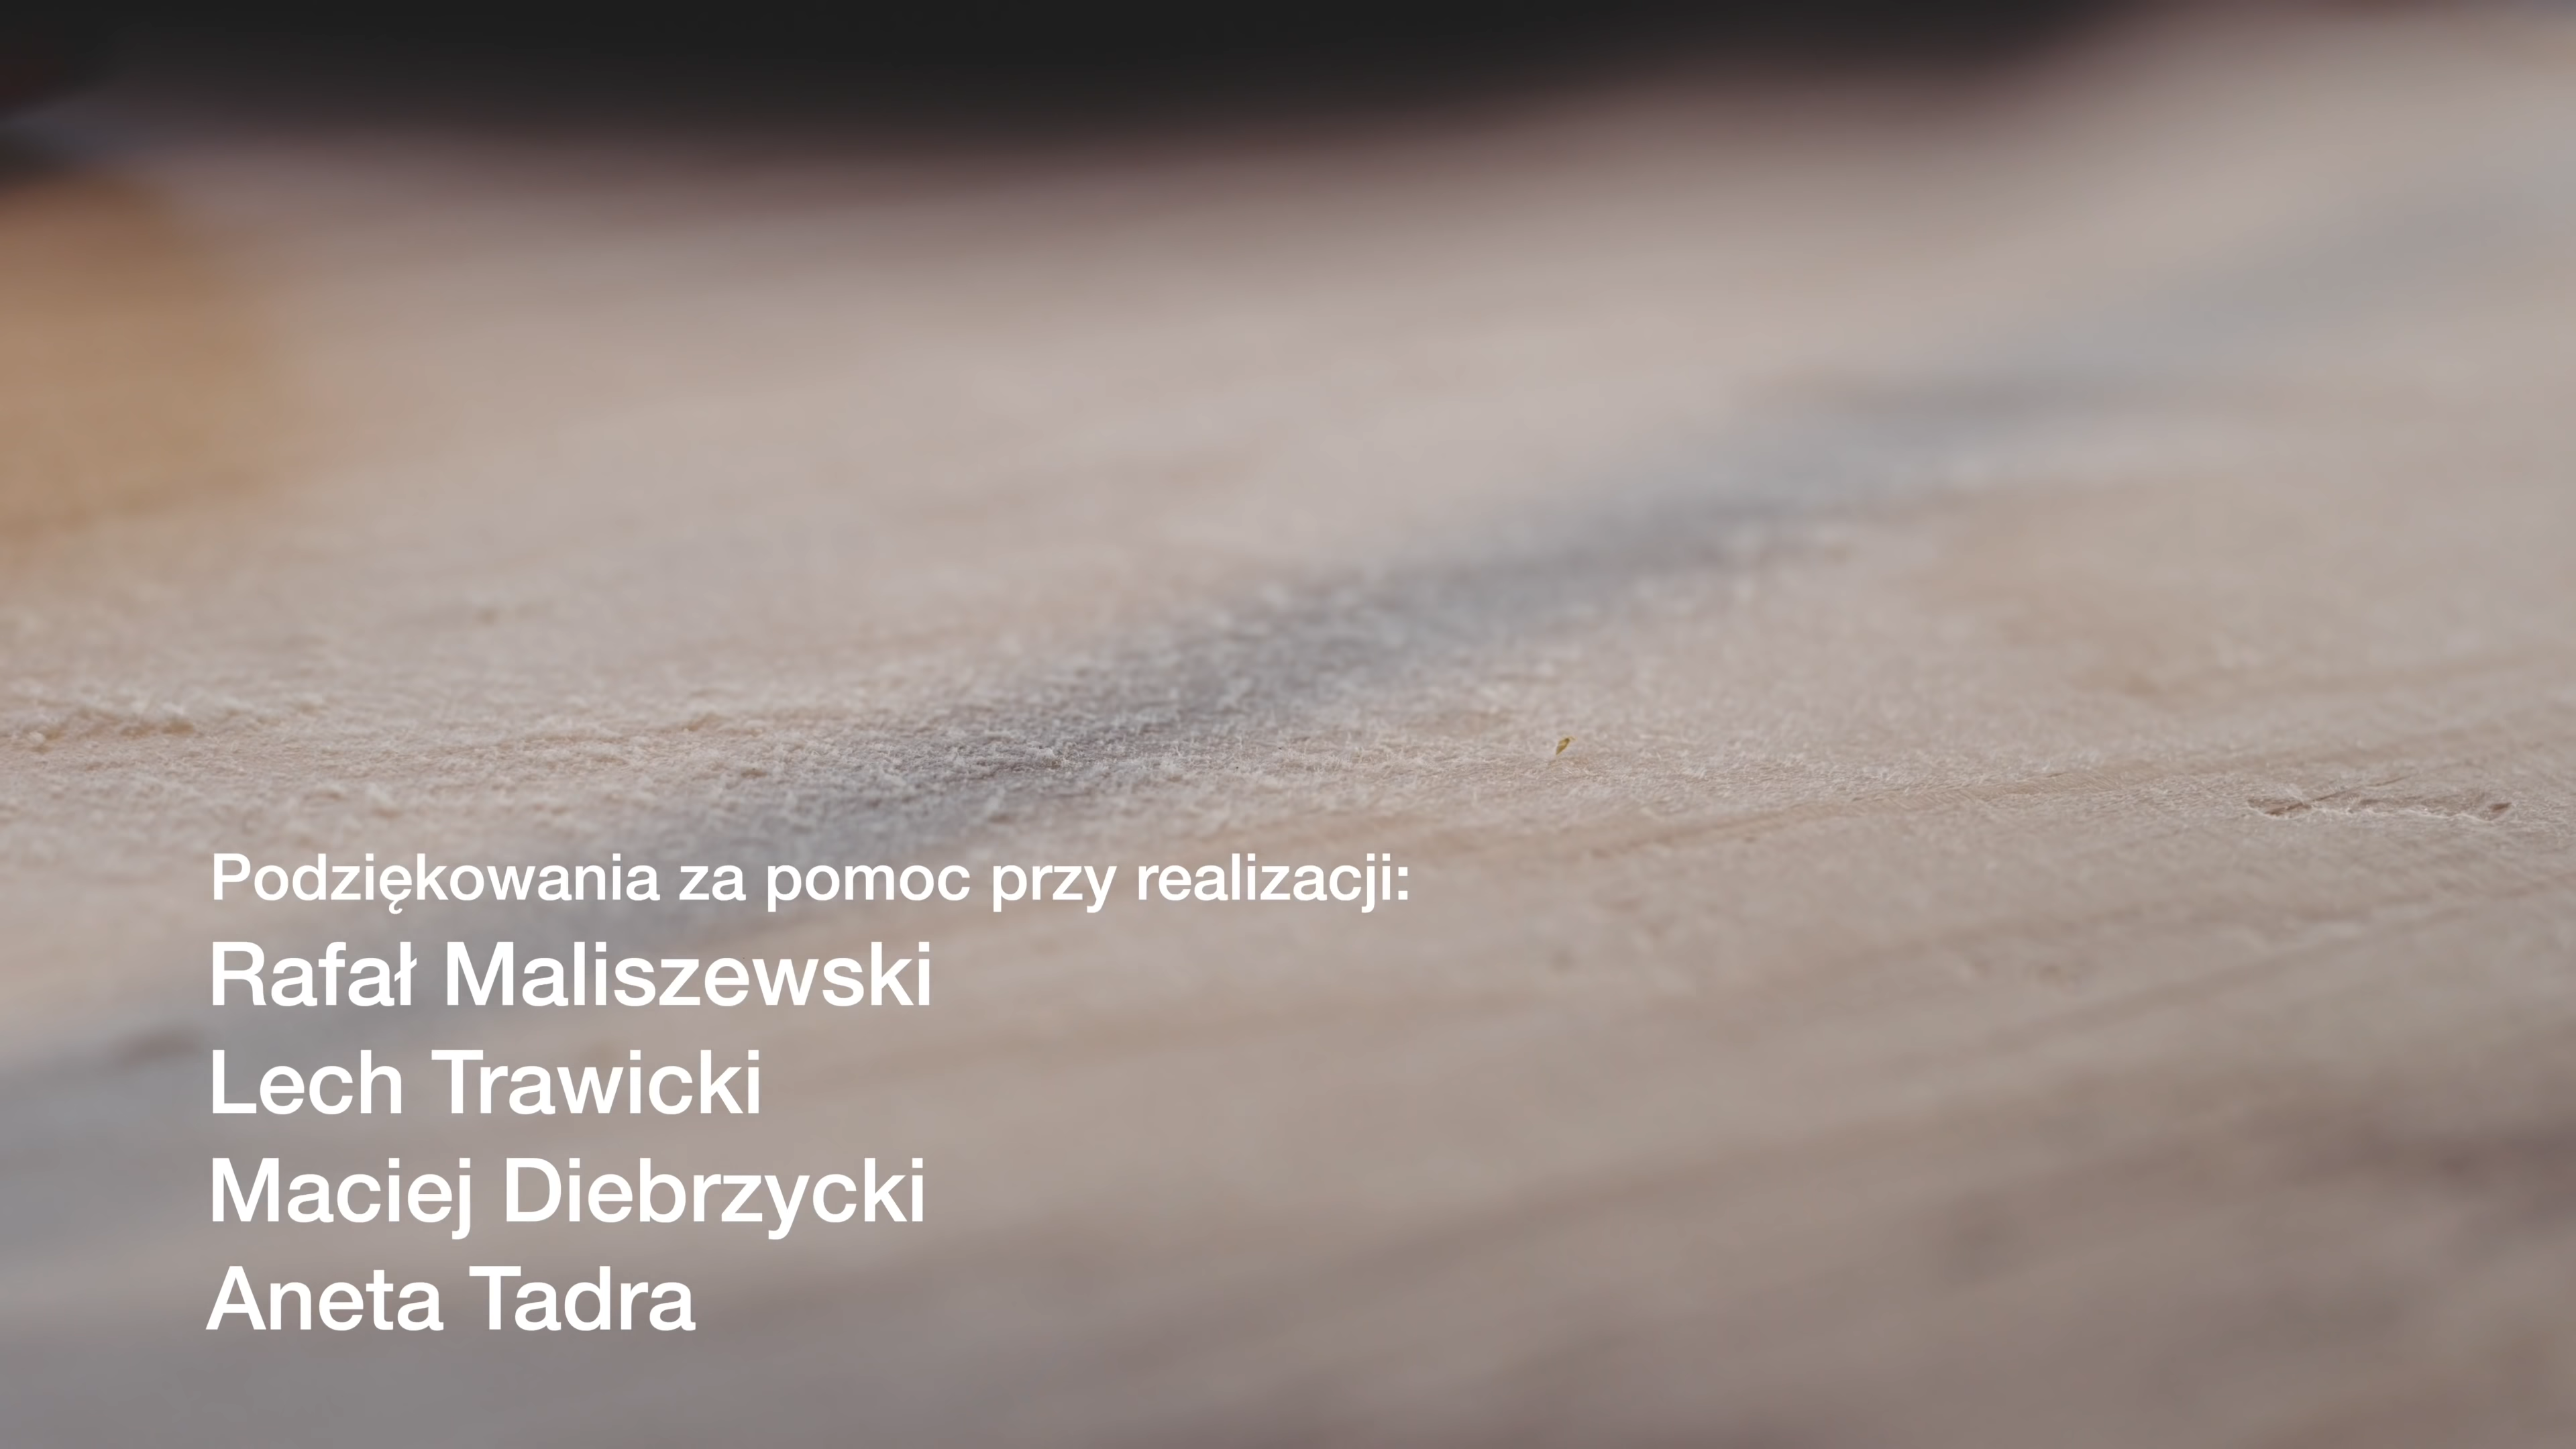 Podziękowania za pomoc przy realizacji:
Rafał Maliszewski
Lech Trawicki
Maciej Diebrzycki
Aneta Tadra